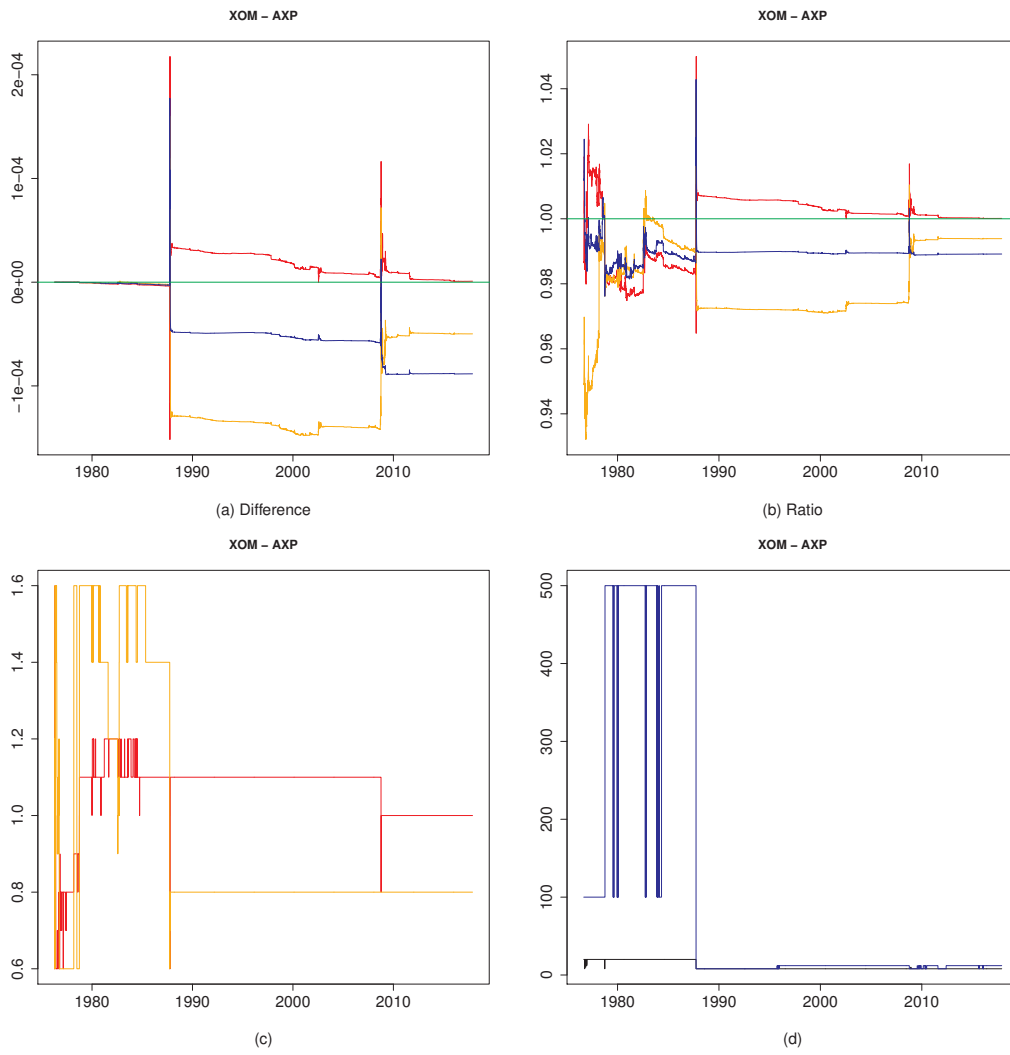 XOM − AXP
2e−04
1e−04
0e+00
−1e−04
1980 1990 2000 2010
(a) Difference
XOM − AXP
1.04
1.02
1.00
0.98
0.96
0.94
1980 1990 2000 2010
(b) Ratio
XOM − AXP
1.6
1.4
1.2
1.0
0.8
0.6
1980 1990 2000 2010
(c)
XOM − AXP
500
400
300
200
100
0
1980 1990 2000 2010
(d)